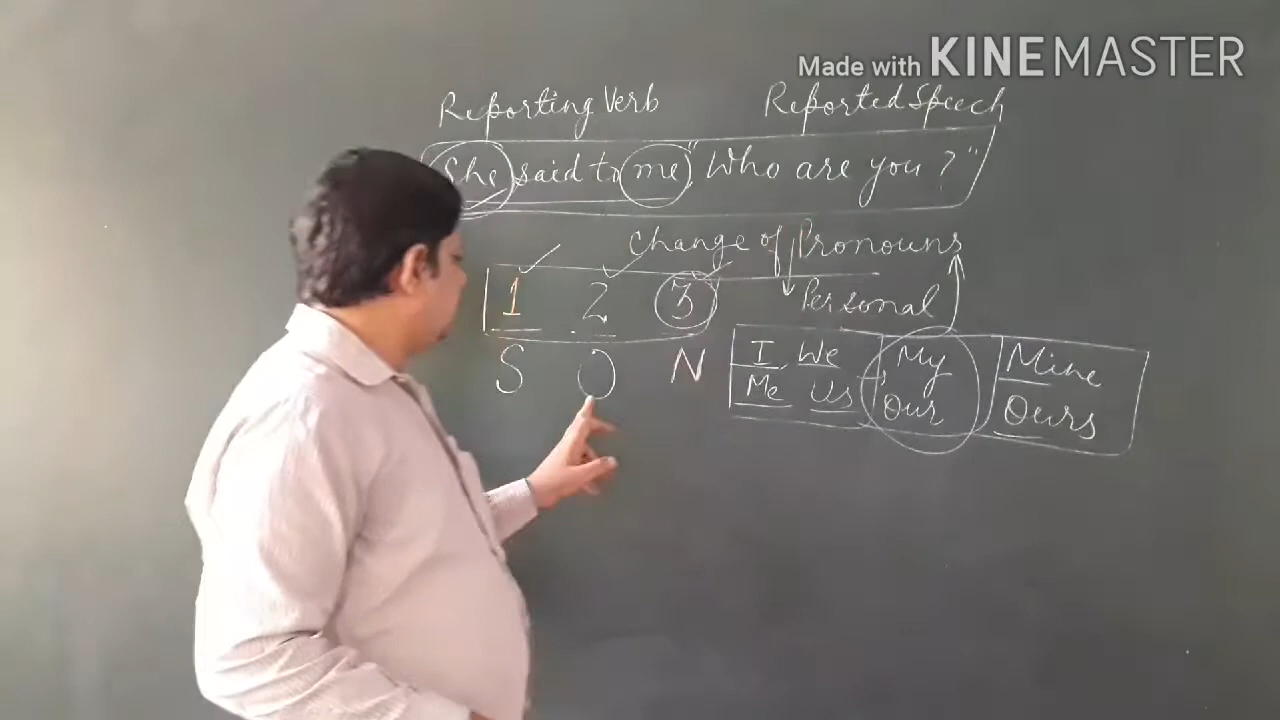 Made with KINEMASTER
Reporting Verb Reported Speech
She said to me, "Who are you?"
Change of Pronouns
1 2 3 Personal
S O N
I We My Mine
Me Us Our Ours